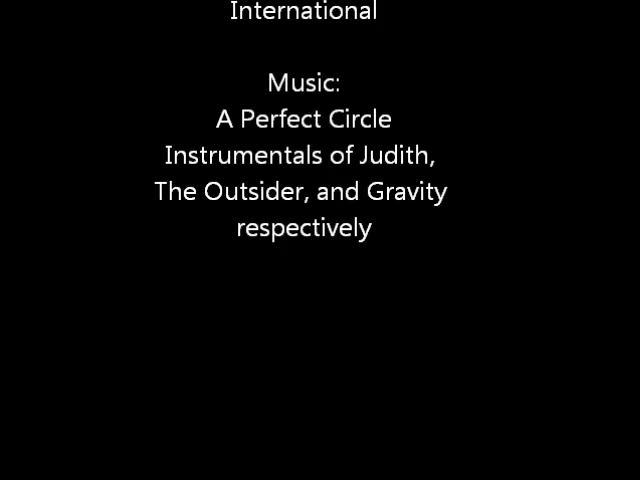 International
Music:
A Perfect Circle
Instrumentals of Judith,
The Outsider, and Gravity
respectively